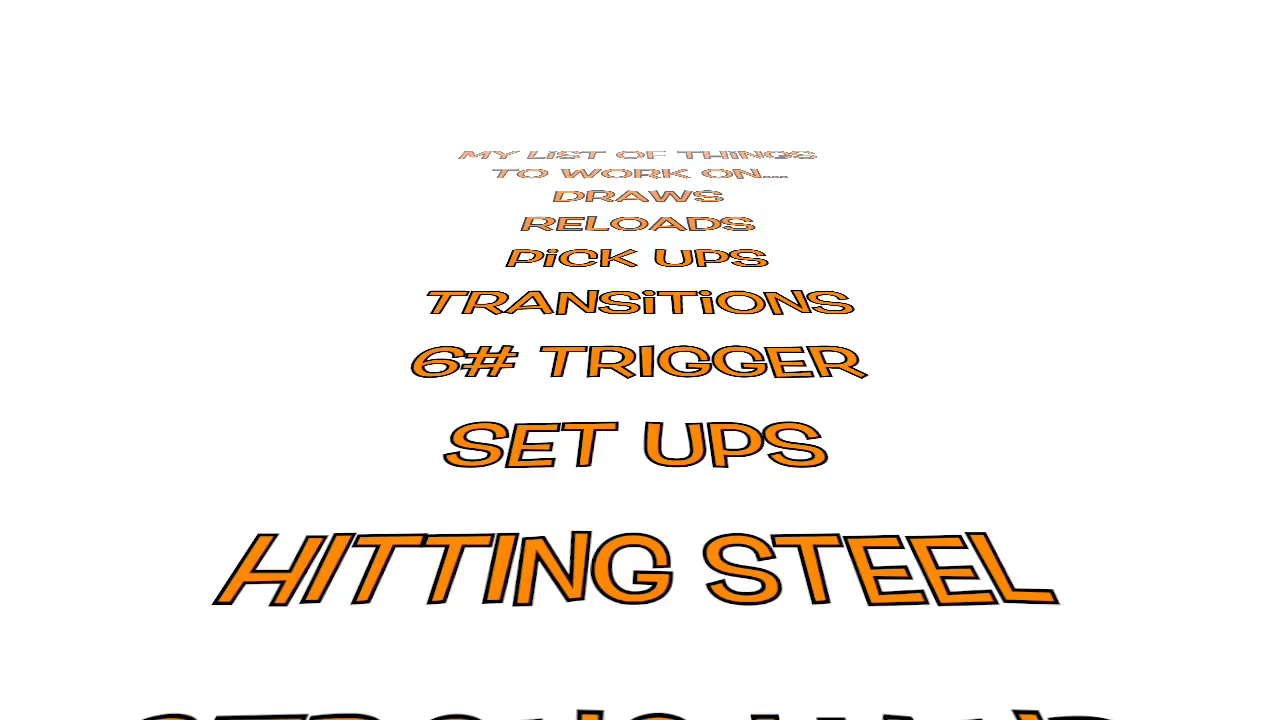 MY LiST OF THiNGS
TO WORK ON...
DRAWS
RELOADS
PiCK UPS
TRANSiTiONS
6# TRIGGER
SET UPS
HITTING STEEL